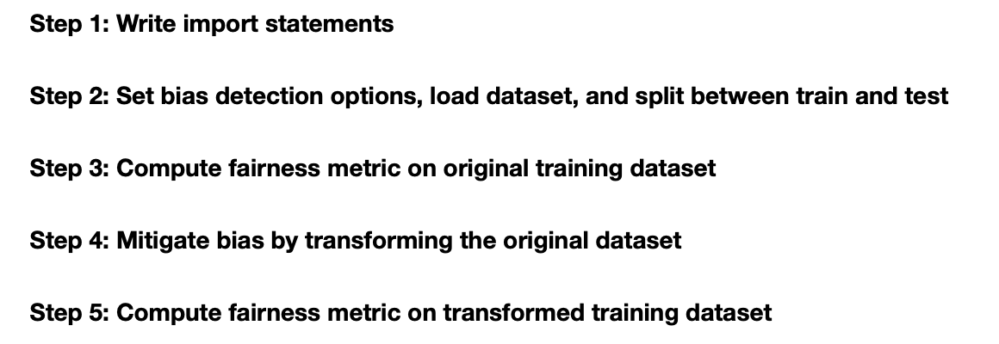 Step 1: Write import statements
Step 2: Set bias detection options, load dataset, and split between train and test
Step 3: Compute fairness metric on original training dataset
Step 4: Mitigate bias by transforming the original dataset
Step 5: Compute fairness metric on transformed training dataset